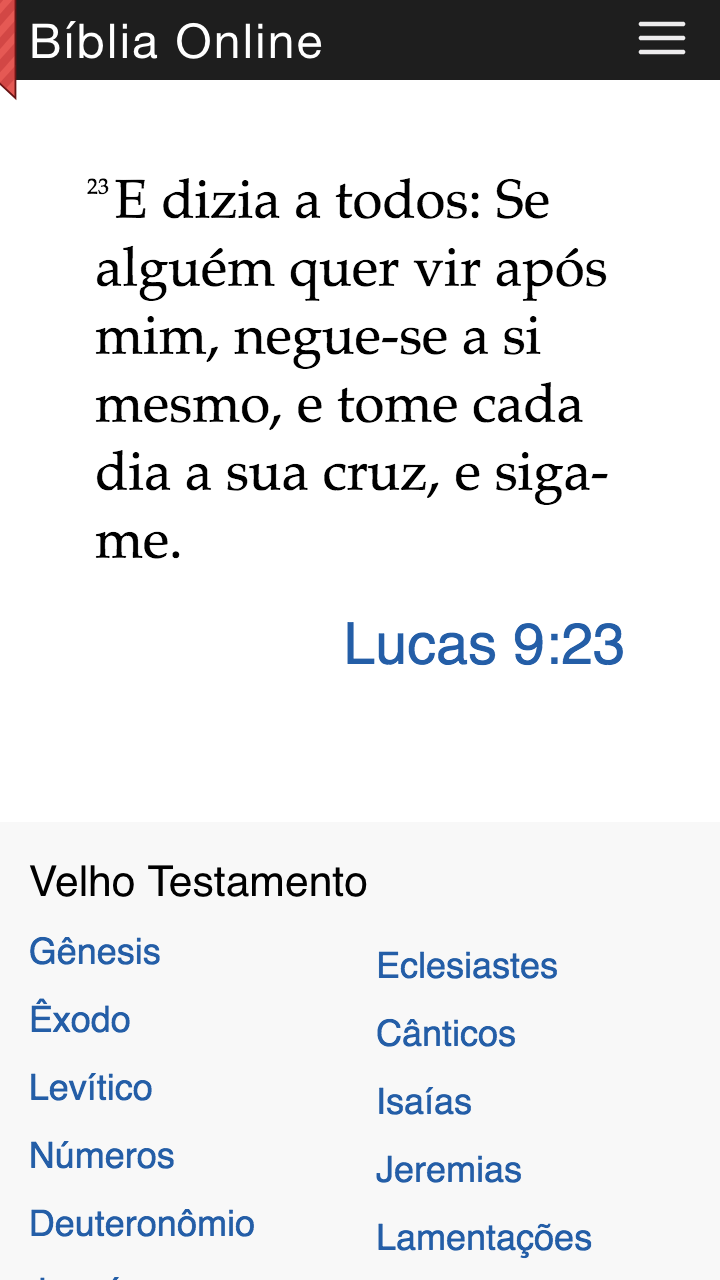 Bíblia Online
23 E dizia a todos: Se
alguém quer vir após
mim, negue-se a si
mesmo, e tome cada
dia a sua cruz, e siga-
me.
Lucas 9:23
Velho Testamento
Gênesis
Êxodo
Levítico
Números
Deuteronômio
Eclesiastes
Cânticos
Isaías
Jeremias
Lamentações